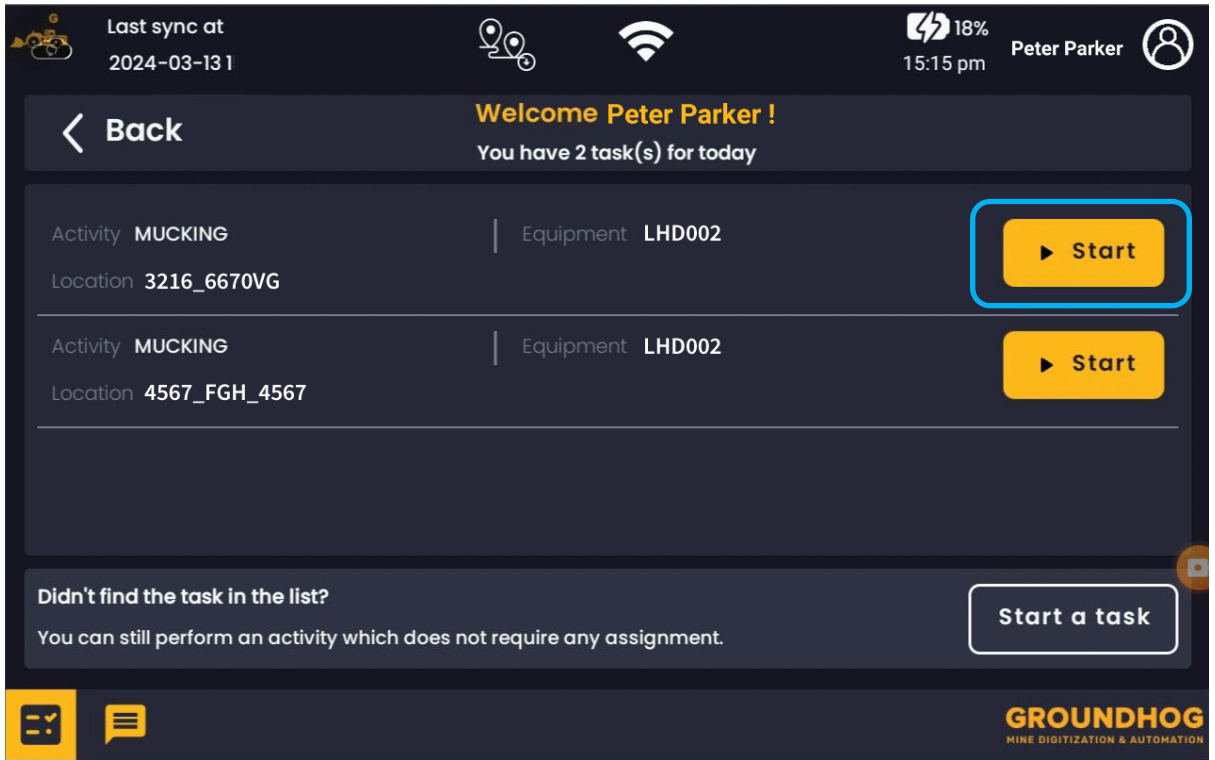 G
Last sync at
2024-03-13 1
18%
15:15 pm
Peter Parker
Back
Welcome Peter Parker !
You have 2 task(s) for today
Activity MUCKING
Equipment LHD002
Location 3216_6670VG
Start
Activity MUCKING
Equipment LHD002
Location 4567_FGH_4567
Start
Didn't find the task in the list?
You can still perform an activity which does not require any assignment.
Start a task
GROUNDHOG
MINE DIGITIZATION & AUTOMATION